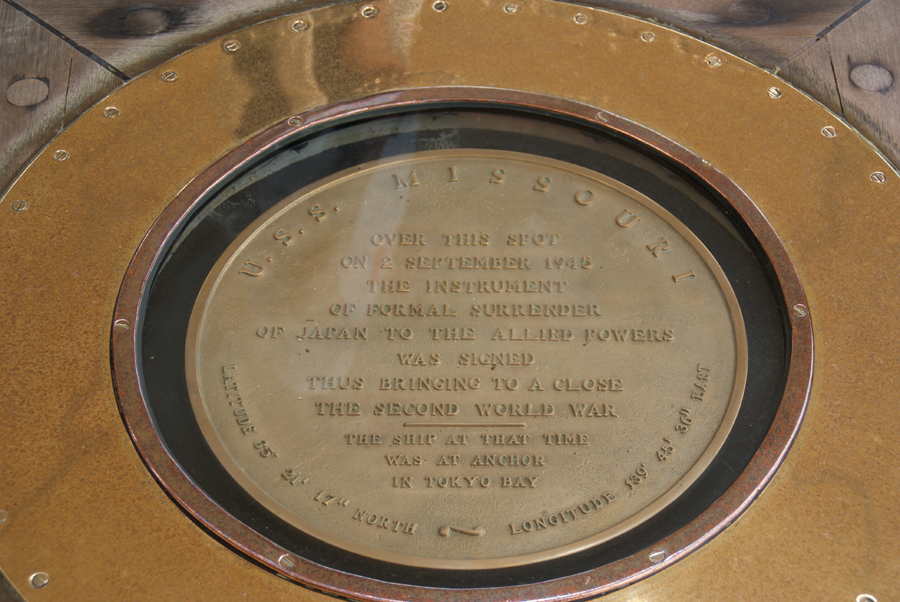 U.S.S. MISSOURI
OVER THIS SPOT
ON 2 SEPTEMBER 1945
THE INSTRUMENT
OF FORMAL SURRENDER
OF JAPAN TO THE ALLIED POWERS
WAS SIGNED
THUS BRINGING TO A CLOSE
THE SECOND WORLD WAR
THE SHIP AT THAT TIME
WAS AT ANCHOR
IN TOKYO BAY
LATITUDE 35° 21' 17" NORTH
LONGITUDE 139° 45' 36" EAST